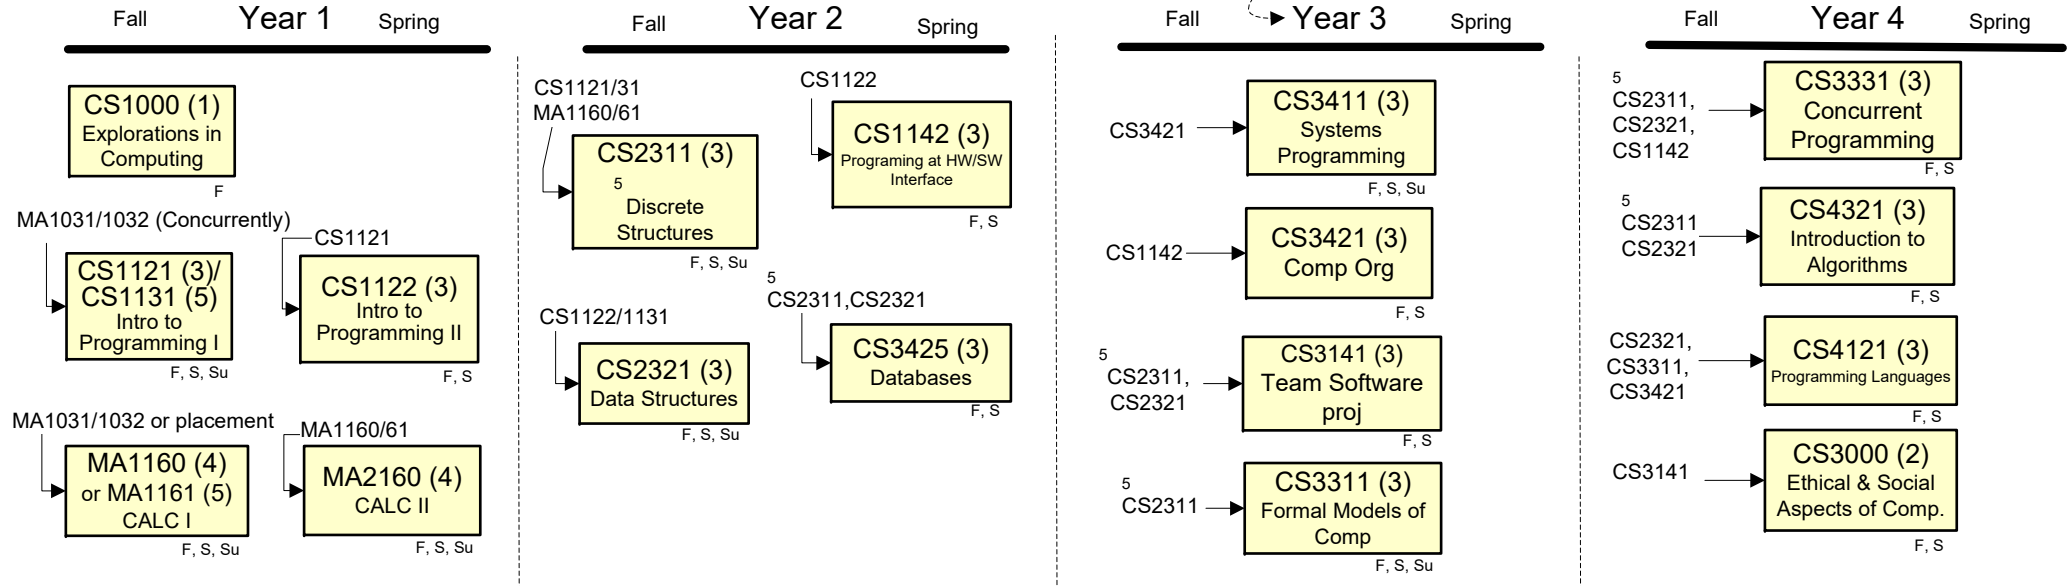 Fall Year 1 Spring
CS1000 (1)
Explorations in
Computing
F
MA1031/1032 (Concurrently)
CS1121 (3)/
CS1131 (5)
Intro to
Programming I
F, S, Su
CS1121
CS1122 (3)
Intro to
Programming II
F, S
MA1031/1032 or placement
MA1160 (4)
or MA1161 (5)
CALC I
F, S, Su
MA1160/61
MA2160 (4)
CALC II
F, S, Su
Fall Year 2 Spring
CS1121/31
MA1160/61
CS2311 (3)
5
Discrete
Structures
F, S, Su
CS1122
CS1142 (3)
Programing at HW/SW
Interface
F, S
CS1122/1131
CS2321 (3)
Data Structures
F, S, Su
5
CS2311,CS2321
CS3425 (3)
Databases
F, S
Fall Year 3 Spring
CS3421
CS3411 (3)
Systems
Programming
F, S, Su
CS1142
CS3421 (3)
Comp Org
F, S
5
CS2311,
CS2321
CS3141 (3)
Team Software
proj
F, S
5
CS2311
CS3311 (3)
Formal Models of
Comp
F, S, Su
Fall Year 4 Spring
5
CS2311,
CS2321,
CS1142
CS3331 (3)
Concurrent
Programming
F, S
5
CS2311
CS2321
CS4321 (3)
Introduction to
Algorithms
F, S
CS2321,
CS3311,
CS3421
CS4121 (3)
Programming Languages
F, S
CS3141
CS3000 (2)
Ethical & Social
Aspects of Comp.
F, S